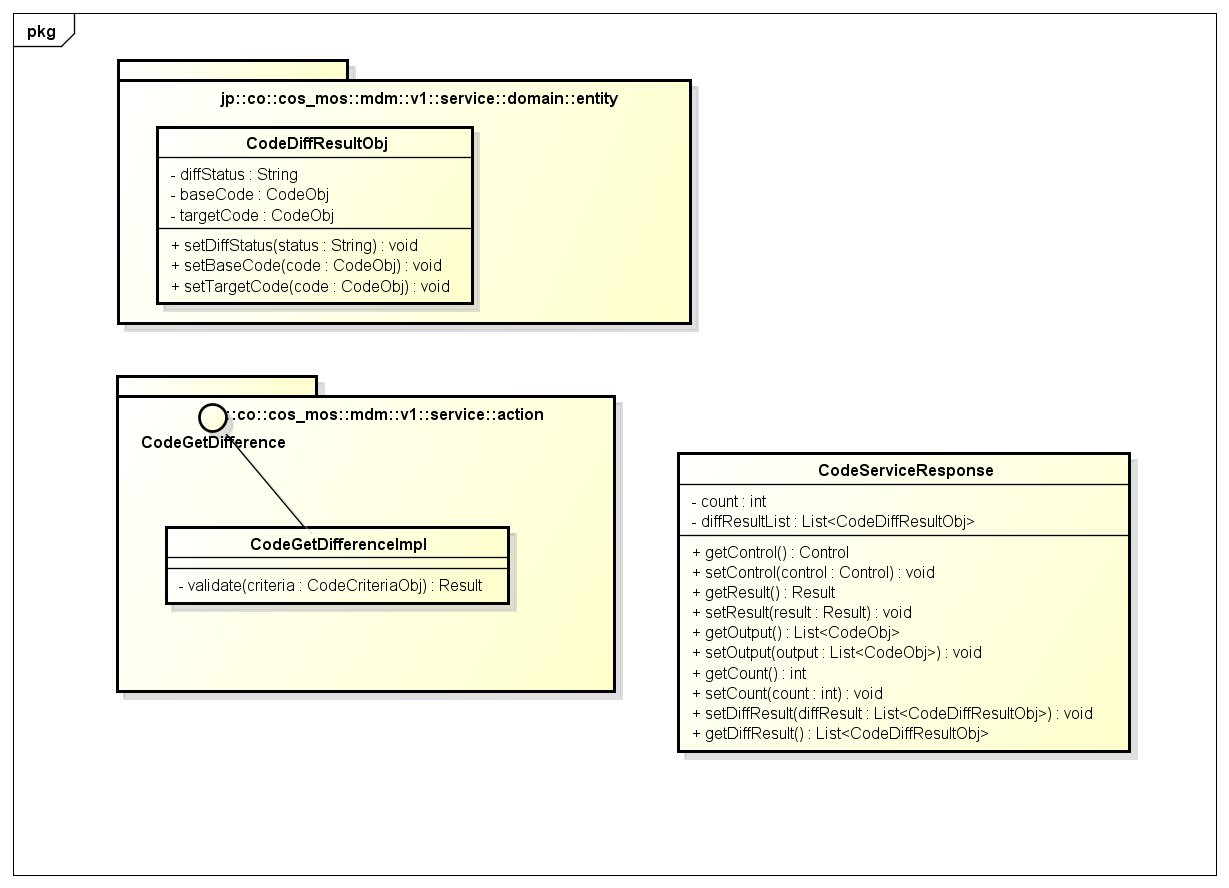 pkg
jp::co::cos_mos::mdm::v1::service::domain::entity
CodeDiffResultObj
- diffStatus : String
- baseCode : CodeObj
- targetCode : CodeObj
+ setDiffStatus(status : String) : void
+ setBaseCode(code : CodeObj) : void
+ setTargetCode(code : CodeObj) : void
::co::cos_mos::mdm::v1::service::action
CodeGetDifference
CodeGetDifferenceImpl
- validate(criteria : CodeCriteriaObj) : Result
CodeServiceResponse
- count : int
- diffResultList : List<CodeDiffResultObj>
+ getControl() : Control
+ setControl(control : Control) : void
+ getResult() : Result
+ setResult(result : Result) : void
+ getOutput() : List<CodeObj>
+ setOutput(output : List<CodeObj>) : void
+ getCount() : int
+ setCount(count : int) : void
+ setDiffResult(diffResult : List<CodeDiffResultObj>) : void
+ getDiffResult() : List<CodeDiffResultObj>